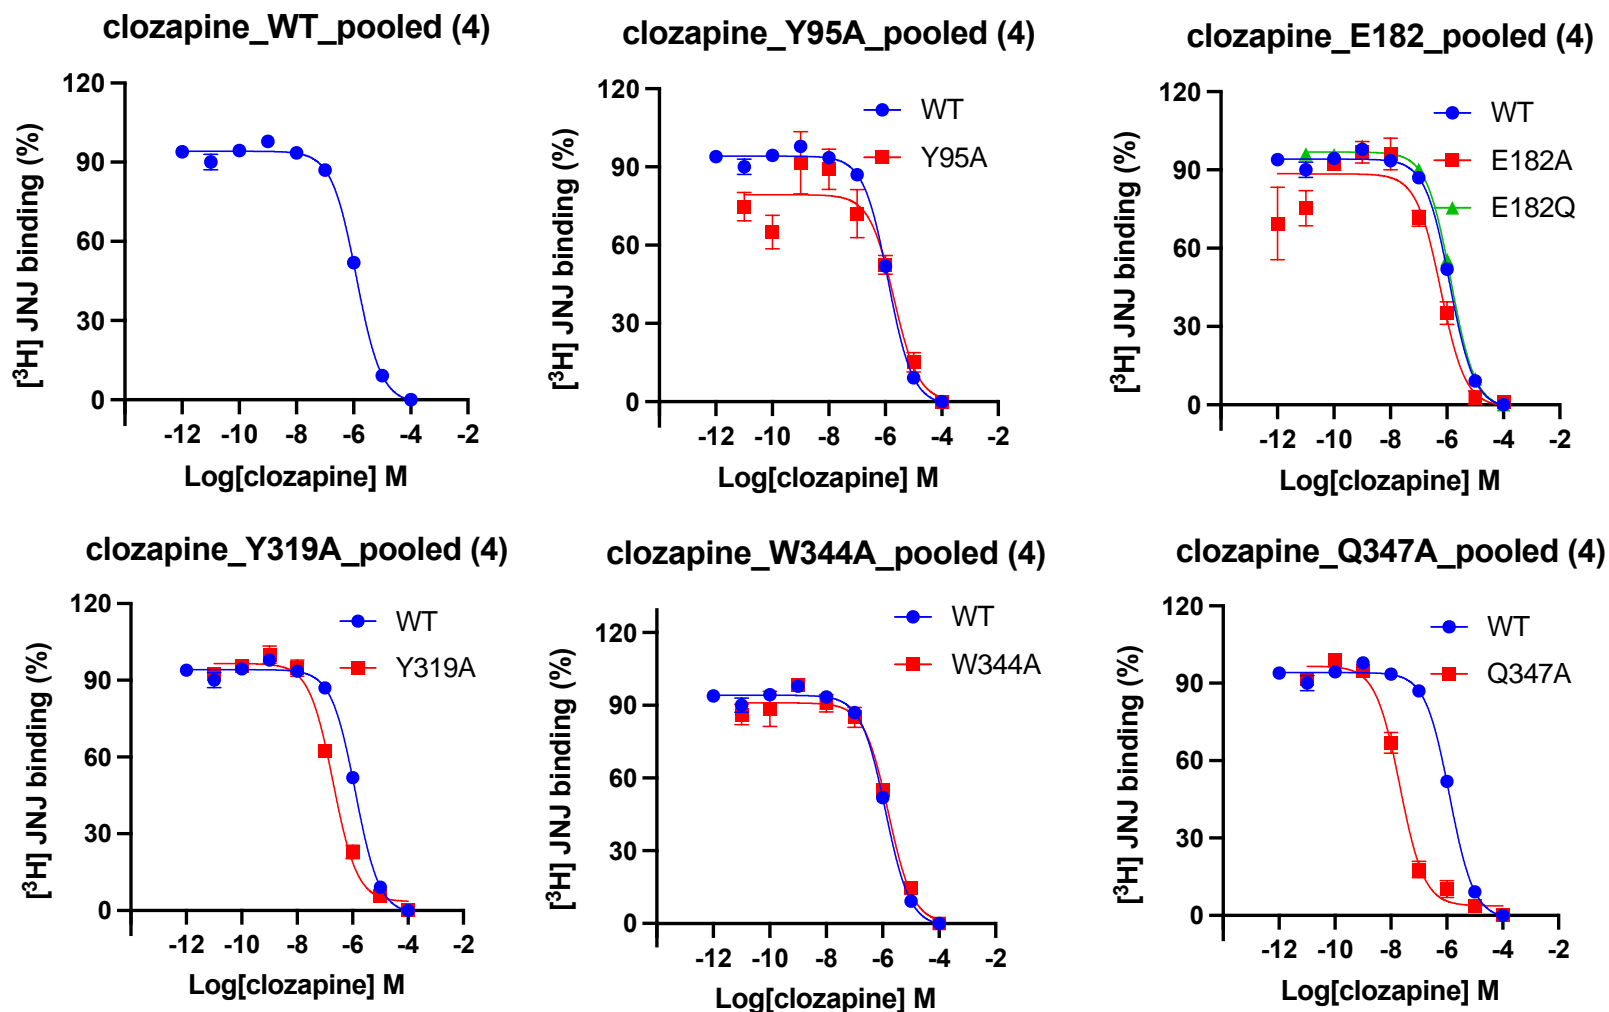 clozapine_WT_pooled (4)
120
90
60
30
0
[³H] JNJ binding (%)
-12 -10 -8 -6 -4 -2
Log[clozapine] M
clozapine_Y95A_pooled (4)
120
90
60
30
0
[³H] JNJ binding (%)
WT
Y95A
-12 -10 -8 -6 -4 -2
Log[clozapine] M
clozapine_E182_pooled (4)
120
90
60
30
0
[³H] JNJ binding (%)
WT
E182A
E182Q
-12 -10 -8 -6 -4 -2
Log[clozapine] M
clozapine_Y319A_pooled (4)
120
90
60
30
0
[³H] JNJ binding (%)
WT
Y319A
-12 -10 -8 -6 -4 -2
Log[clozapine] M
clozapine_W344A_pooled (4)
120
90
60
30
0
[³H] JNJ binding (%)
WT
W344A
-12 -10 -8 -6 -4 -2
Log[clozapine] M
clozapine_Q347A_pooled (4)
120
90
60
30
0
[³H] JNJ binding (%)
WT
Q347A
-12 -10 -8 -6 -4 -2
Log[clozapine] M